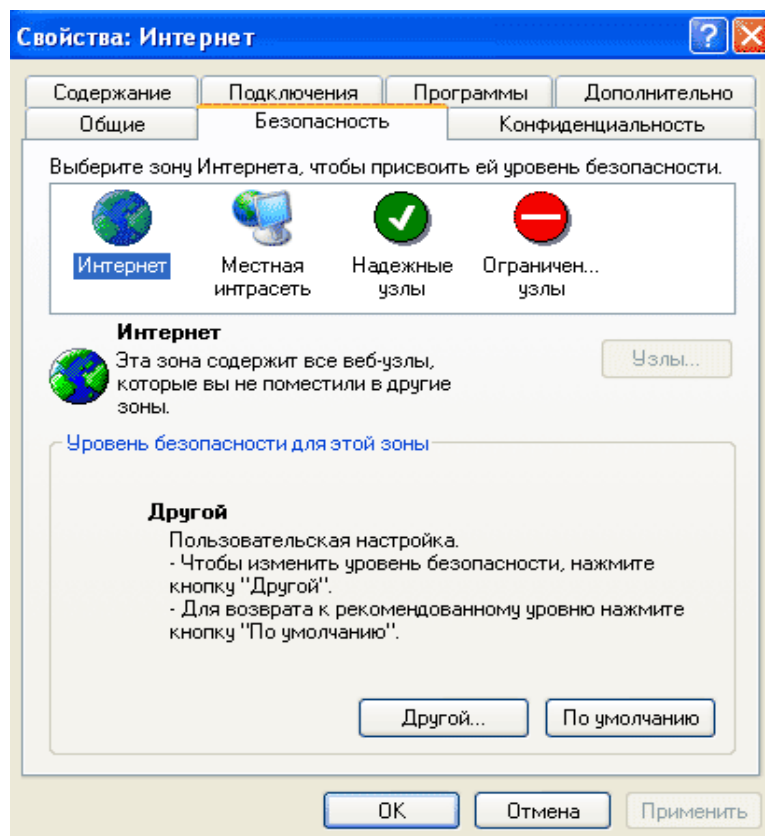 Свойства: Интернет
Содержание Подключения Программы Дополнительно
Общие Безопасность Конфиденциальность
Выберите зону Интернета, чтобы присвоить ей уровень безопасности.
Интернет Местная интрасеть Надежные узлы Ограничен... узлы
Интернет
Эта зона содержит все веб-узлы,
которые вы не поместили в другие
зоны.
Узлы...
Уровень безопасности для этой зоны
Другой
Пользовательская настройка.
- Чтобы изменить уровень безопасности, нажмите
кнопку "Другой".
- Для возврата к рекомендованному уровню нажмите
кнопку "По умолчанию".
Другой... По умолчанию
OK Отмена Применить